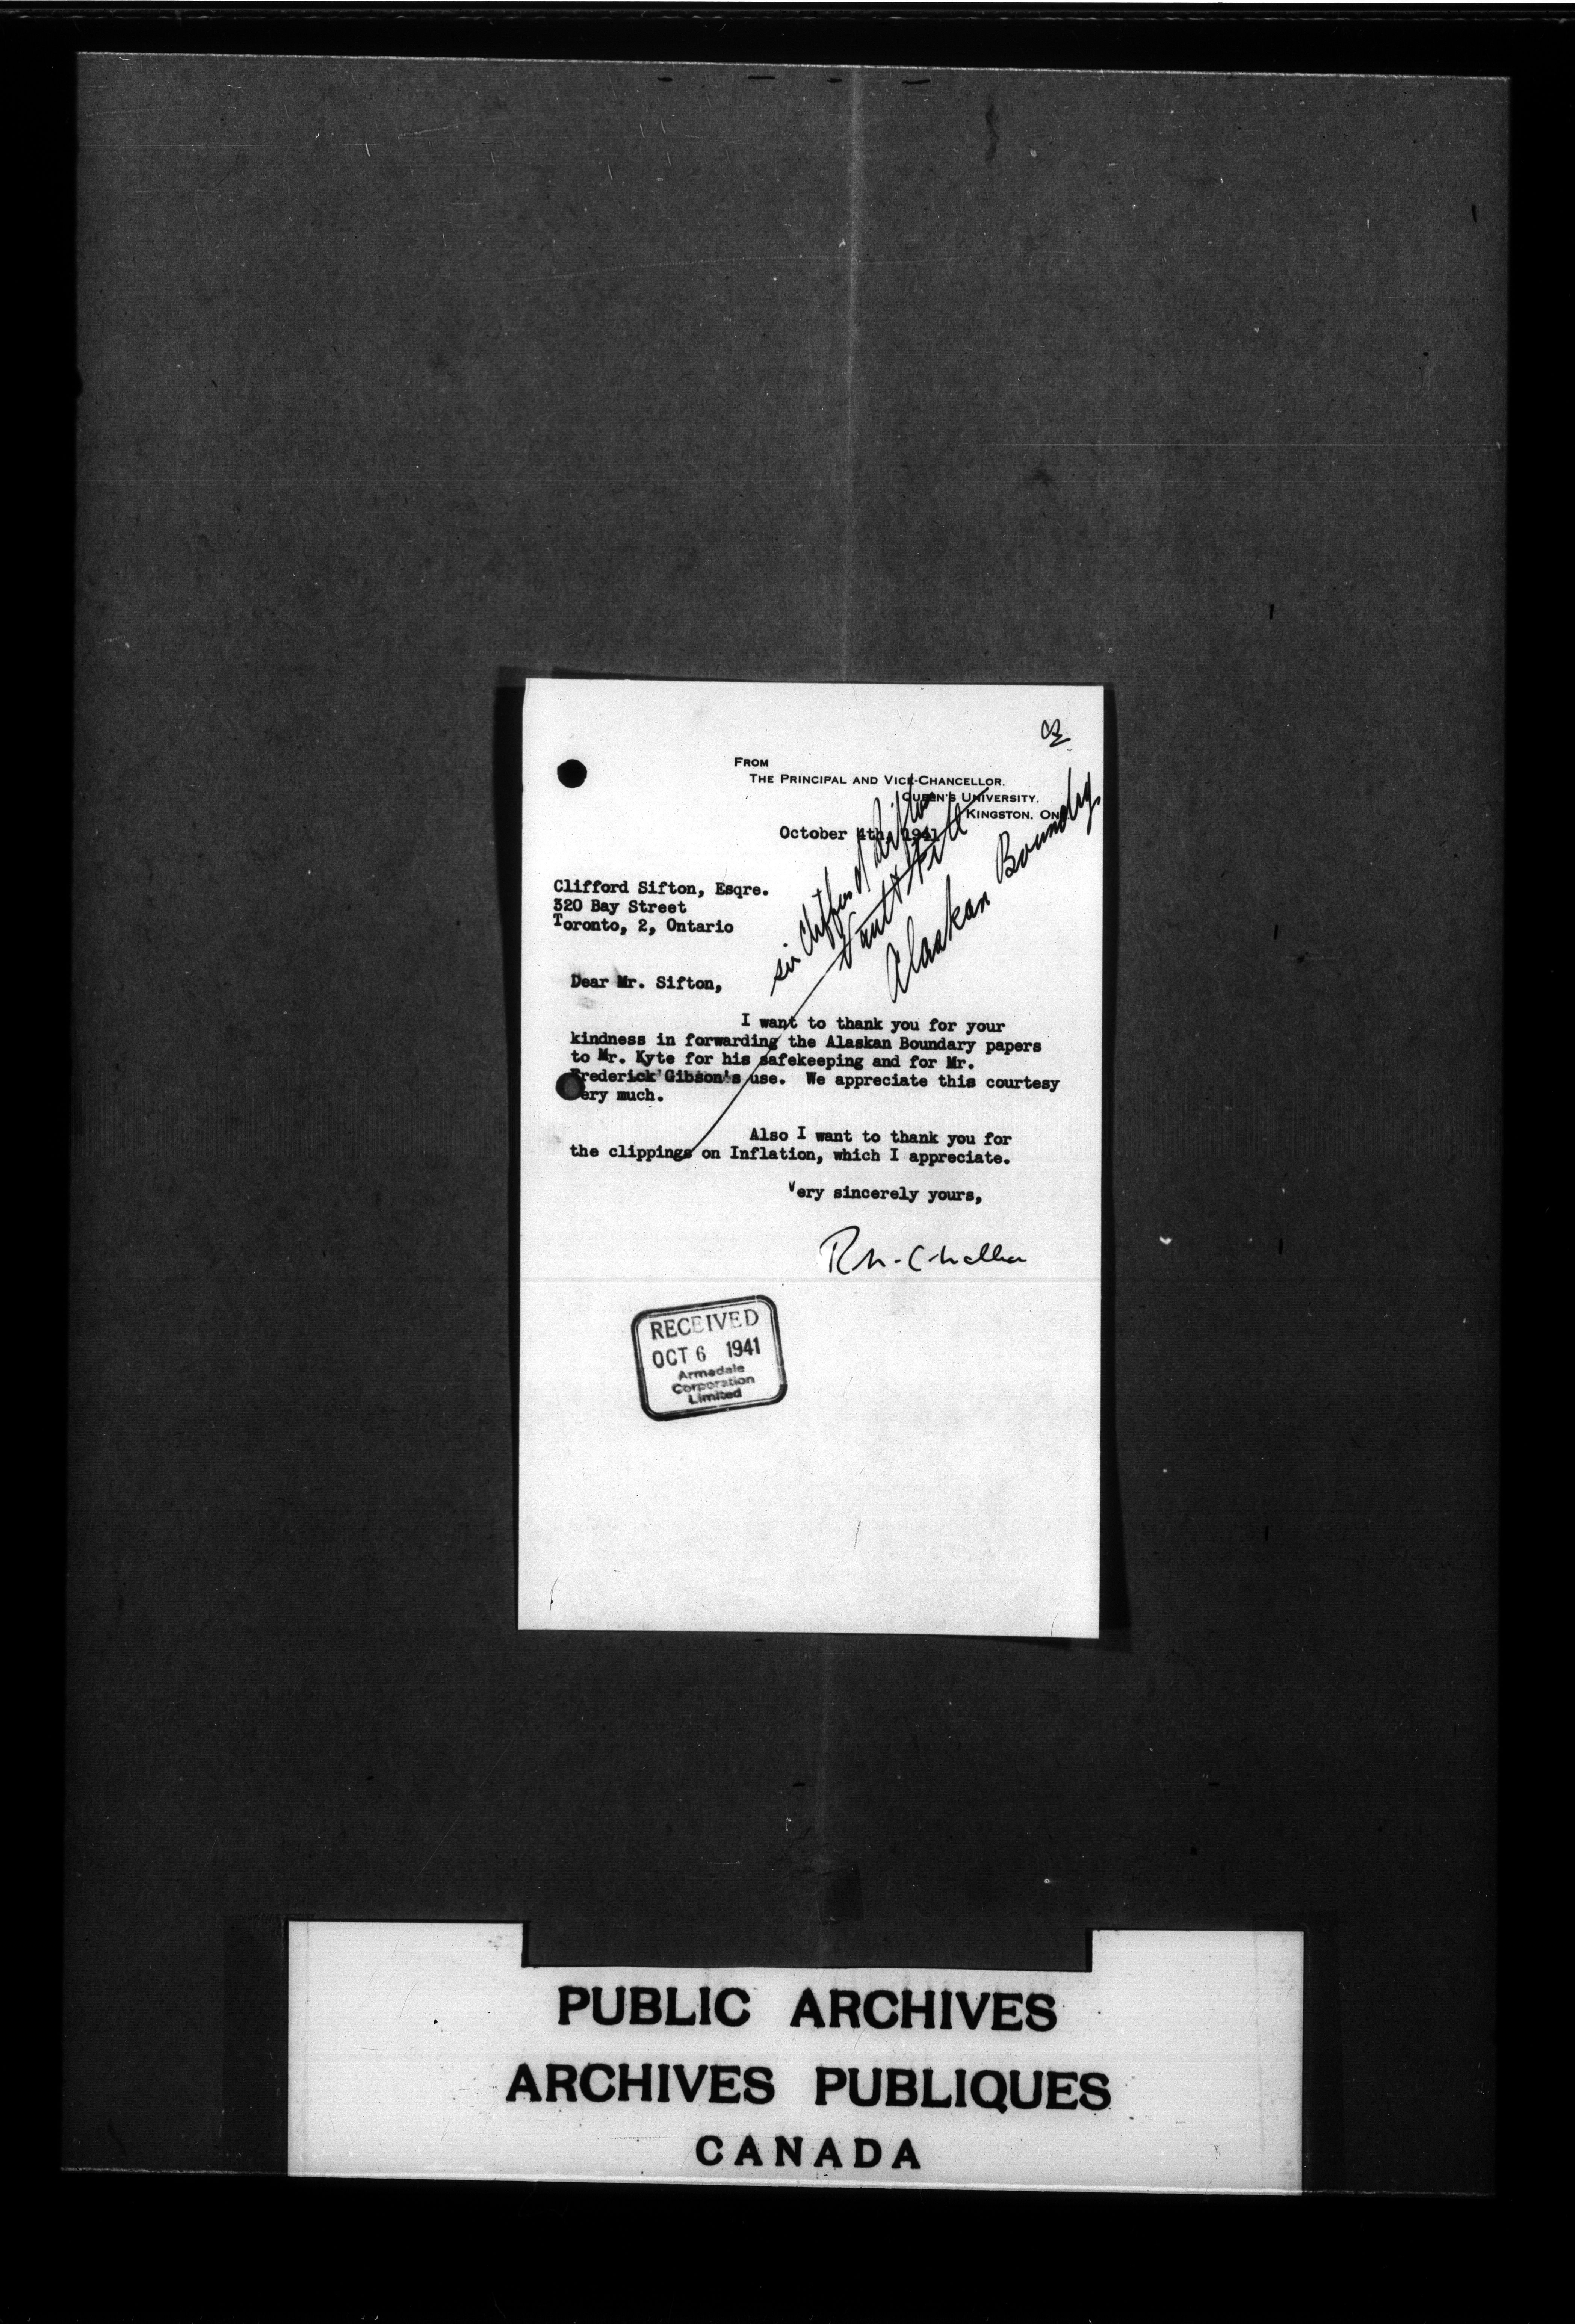 FROM
THE PRINCIPAL AND VICE-CHANCELLOR.
QUEEN'S UNIVERSITY.
KINGSTON, ON
October 4th, 1941
Sir Clifford Sifton
Alaskan Boundry
Clifford Sifton, Esqre.
320 Bay Street
Toronto, 2, Ontario
Dear Mr. Sifton,
I want to thank you for your
kindness in forwarding the Alaskan Boundary papers
to Mr. Kyte for his safekeeping and for Mr.
Frederick Gibson's use. We appreciate this courtesy
very much.
Also I want to thank you for
the clippings on Inflation, which I appreciate.
Very sincerely yours,
RECEIVED
OCT 6 1941
Armadale
Corporation
Limited
PUBLIC ARCHIVES
ARCHIVES PUBLIQUES
CANADA